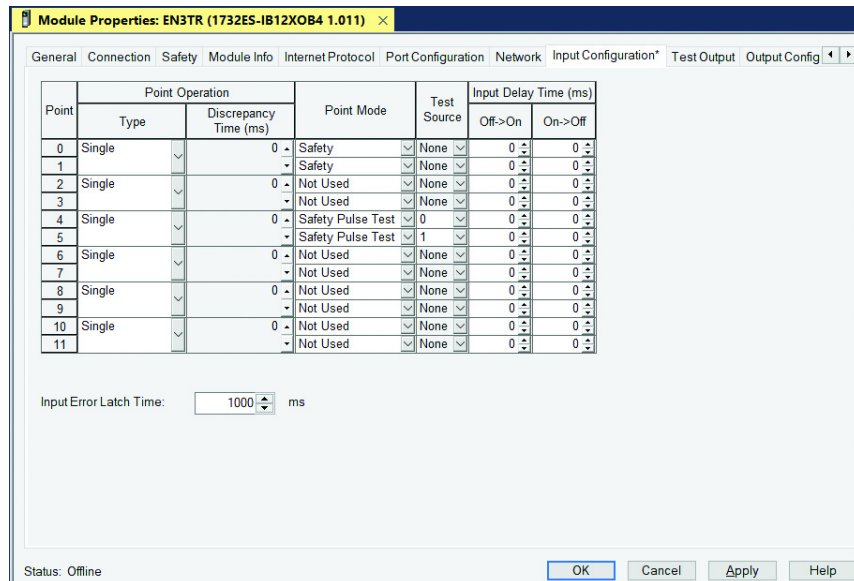 Module Properties: EN3TR (1732ES-IB12XOB4 1.011) ×
General Connection Safety Module Info Internet Protocol Port Configuration Network Input Configuration* Test Output Output Config
Point Operation Input Delay Time (ms)
Point Type Discrepancy Time (ms) Point Mode Test Source Off->On On->Off
0 Single 0 Safety None 0 0
1 Safety None 0 0
2 Single 0 Not Used None 0 0
3 Not Used None 0 0
4 Single 0 Safety Pulse Test 0 0 0
5 Safety Pulse Test 1 0 0
6 Single 0 Not Used None 0 0
7 Not Used None 0 0
8 Single 0 Not Used None 0 0
9 Not Used None 0 0
10 Single 0 Not Used None 0 0
11 Not Used None 0 0
Input Error Latch Time: 1000 ms
Status: Offline OK Cancel Apply Help